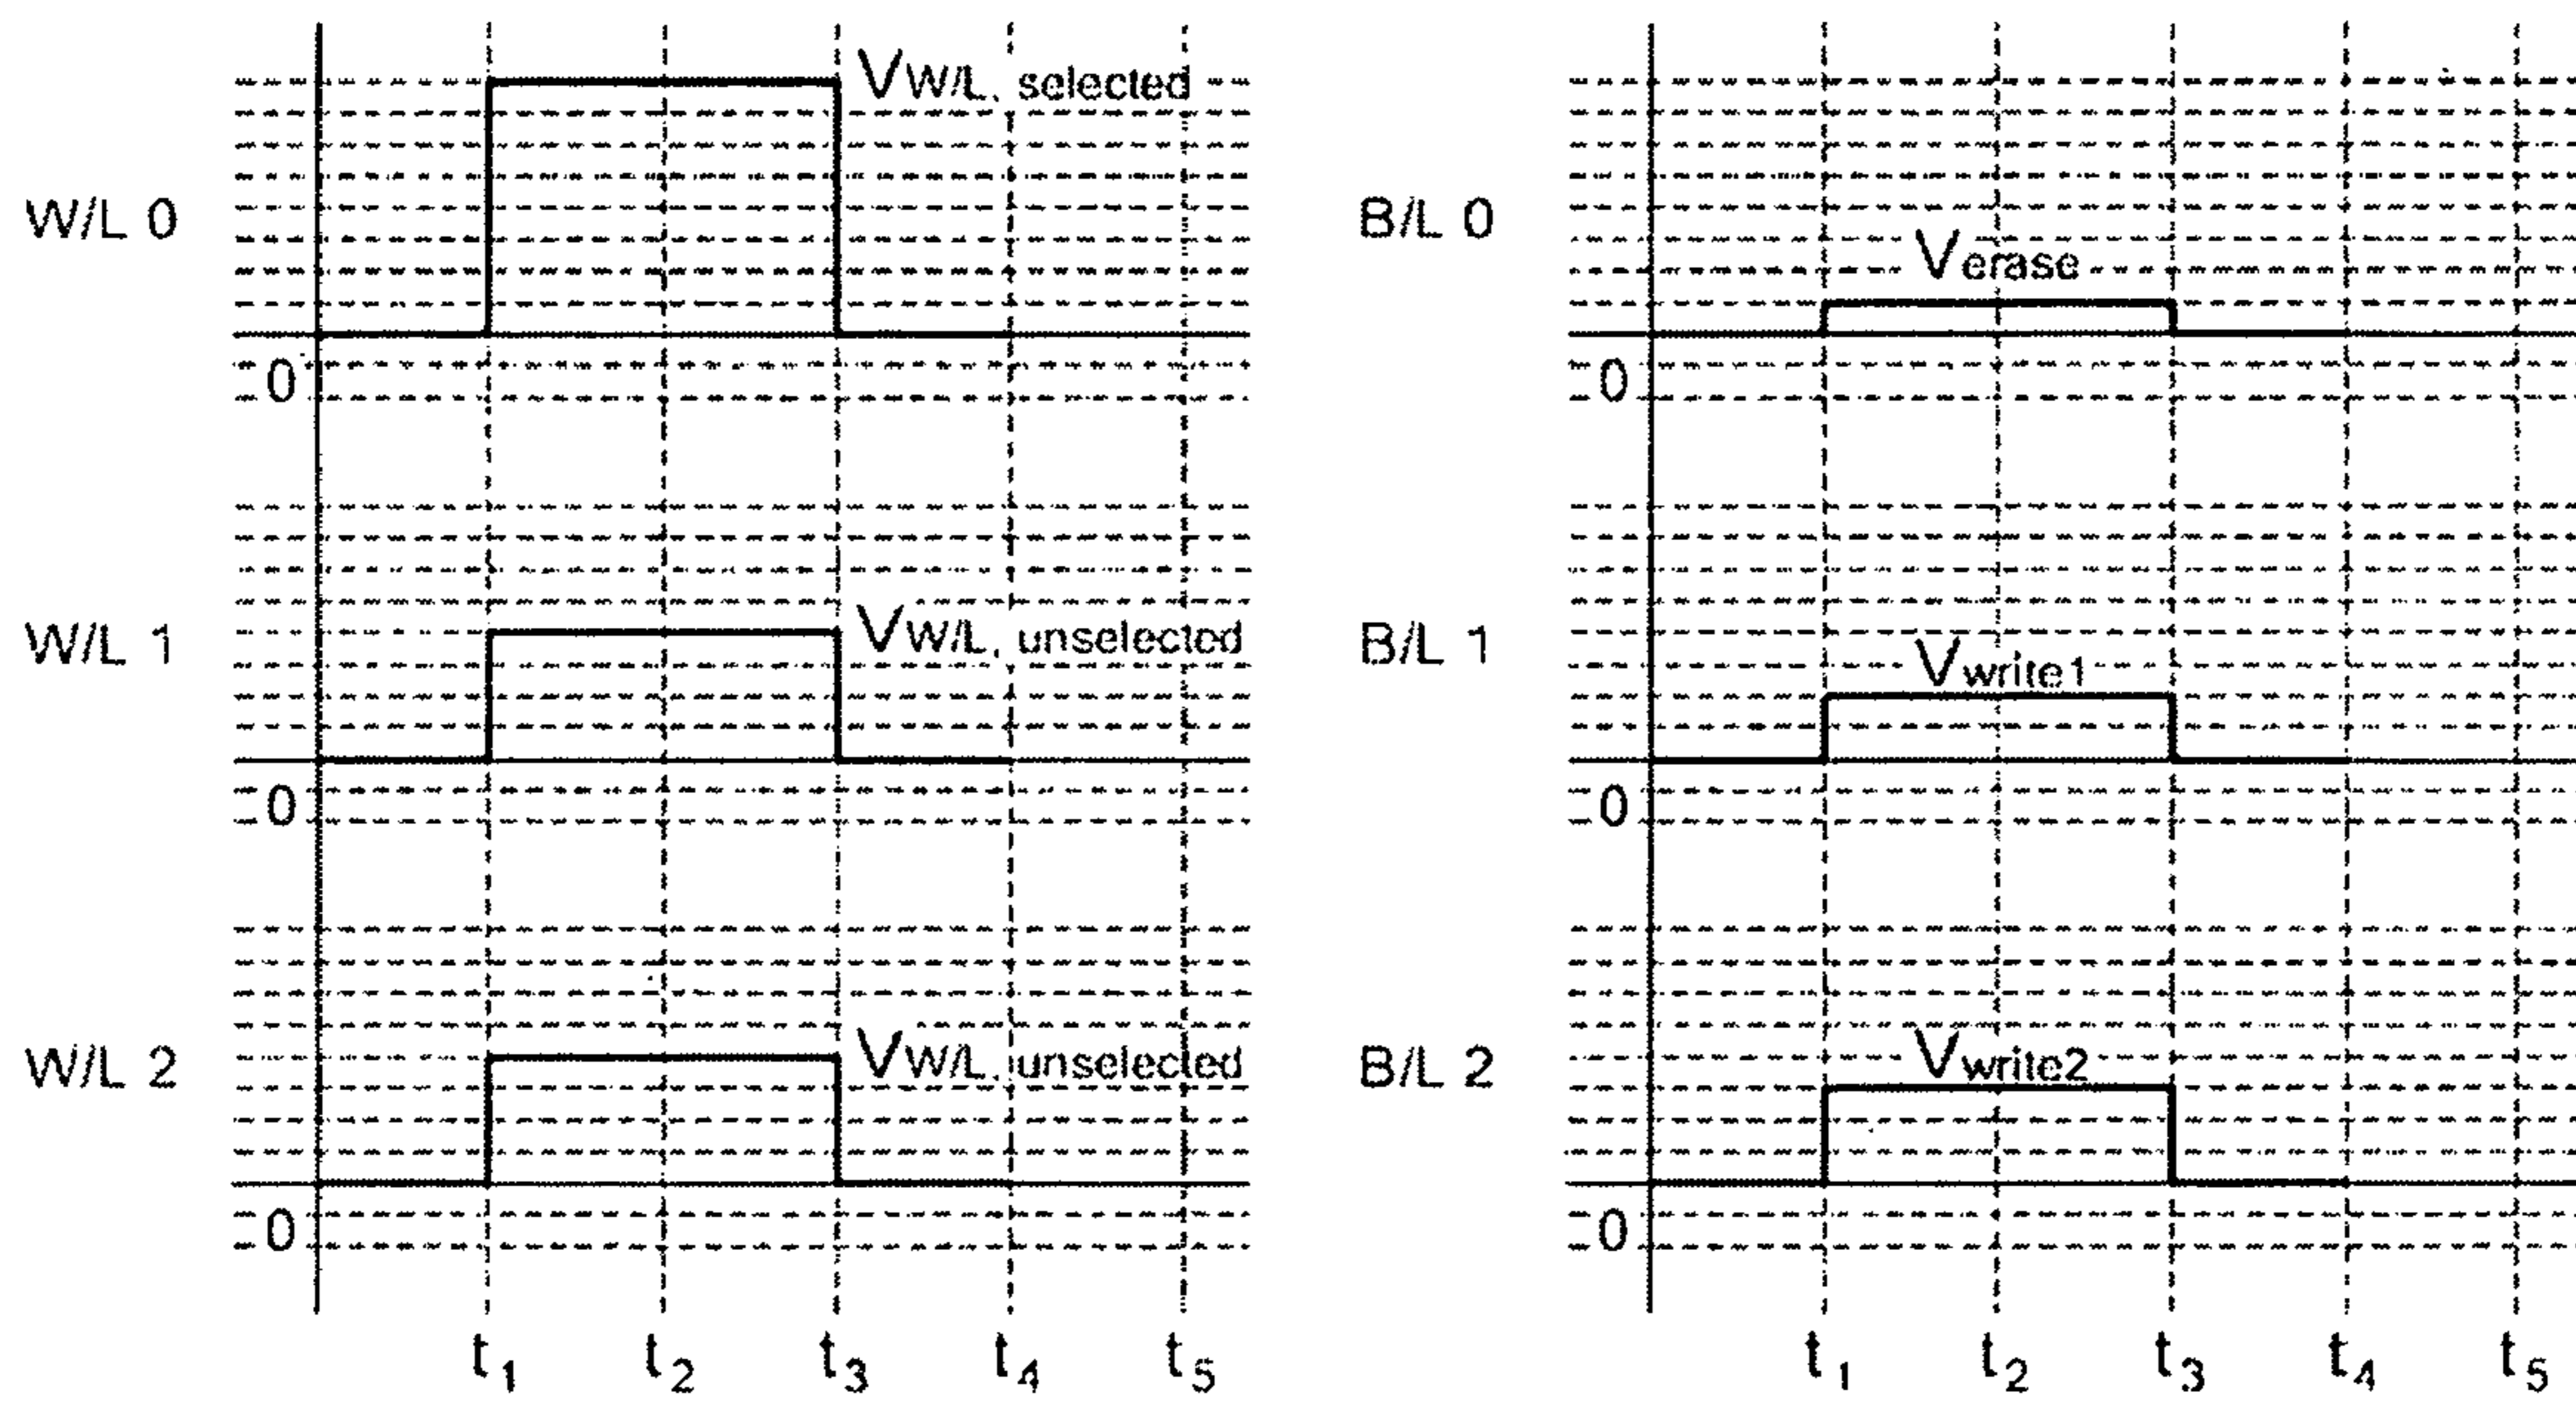 VW/L, selected
W/L 0
B/L 0
Verase
0
0
VW/L, unselected
W/L 1
B/L 1
Vwrite1
0
0
VW/L, unselected
W/L 2
B/L 2
Vwrite2
0
0
t1 t2 t3 t4 t5
t1 t2 t3 t4 t5